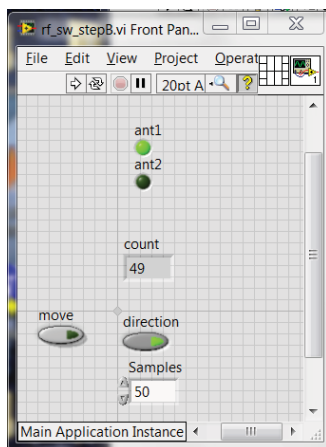 rf_sw_stepB.vi Front Pan...
File Edit View Project Operat
20pt A
1
ant1
ant2
count
49
move
direction
Samples
50
Main Application Instance